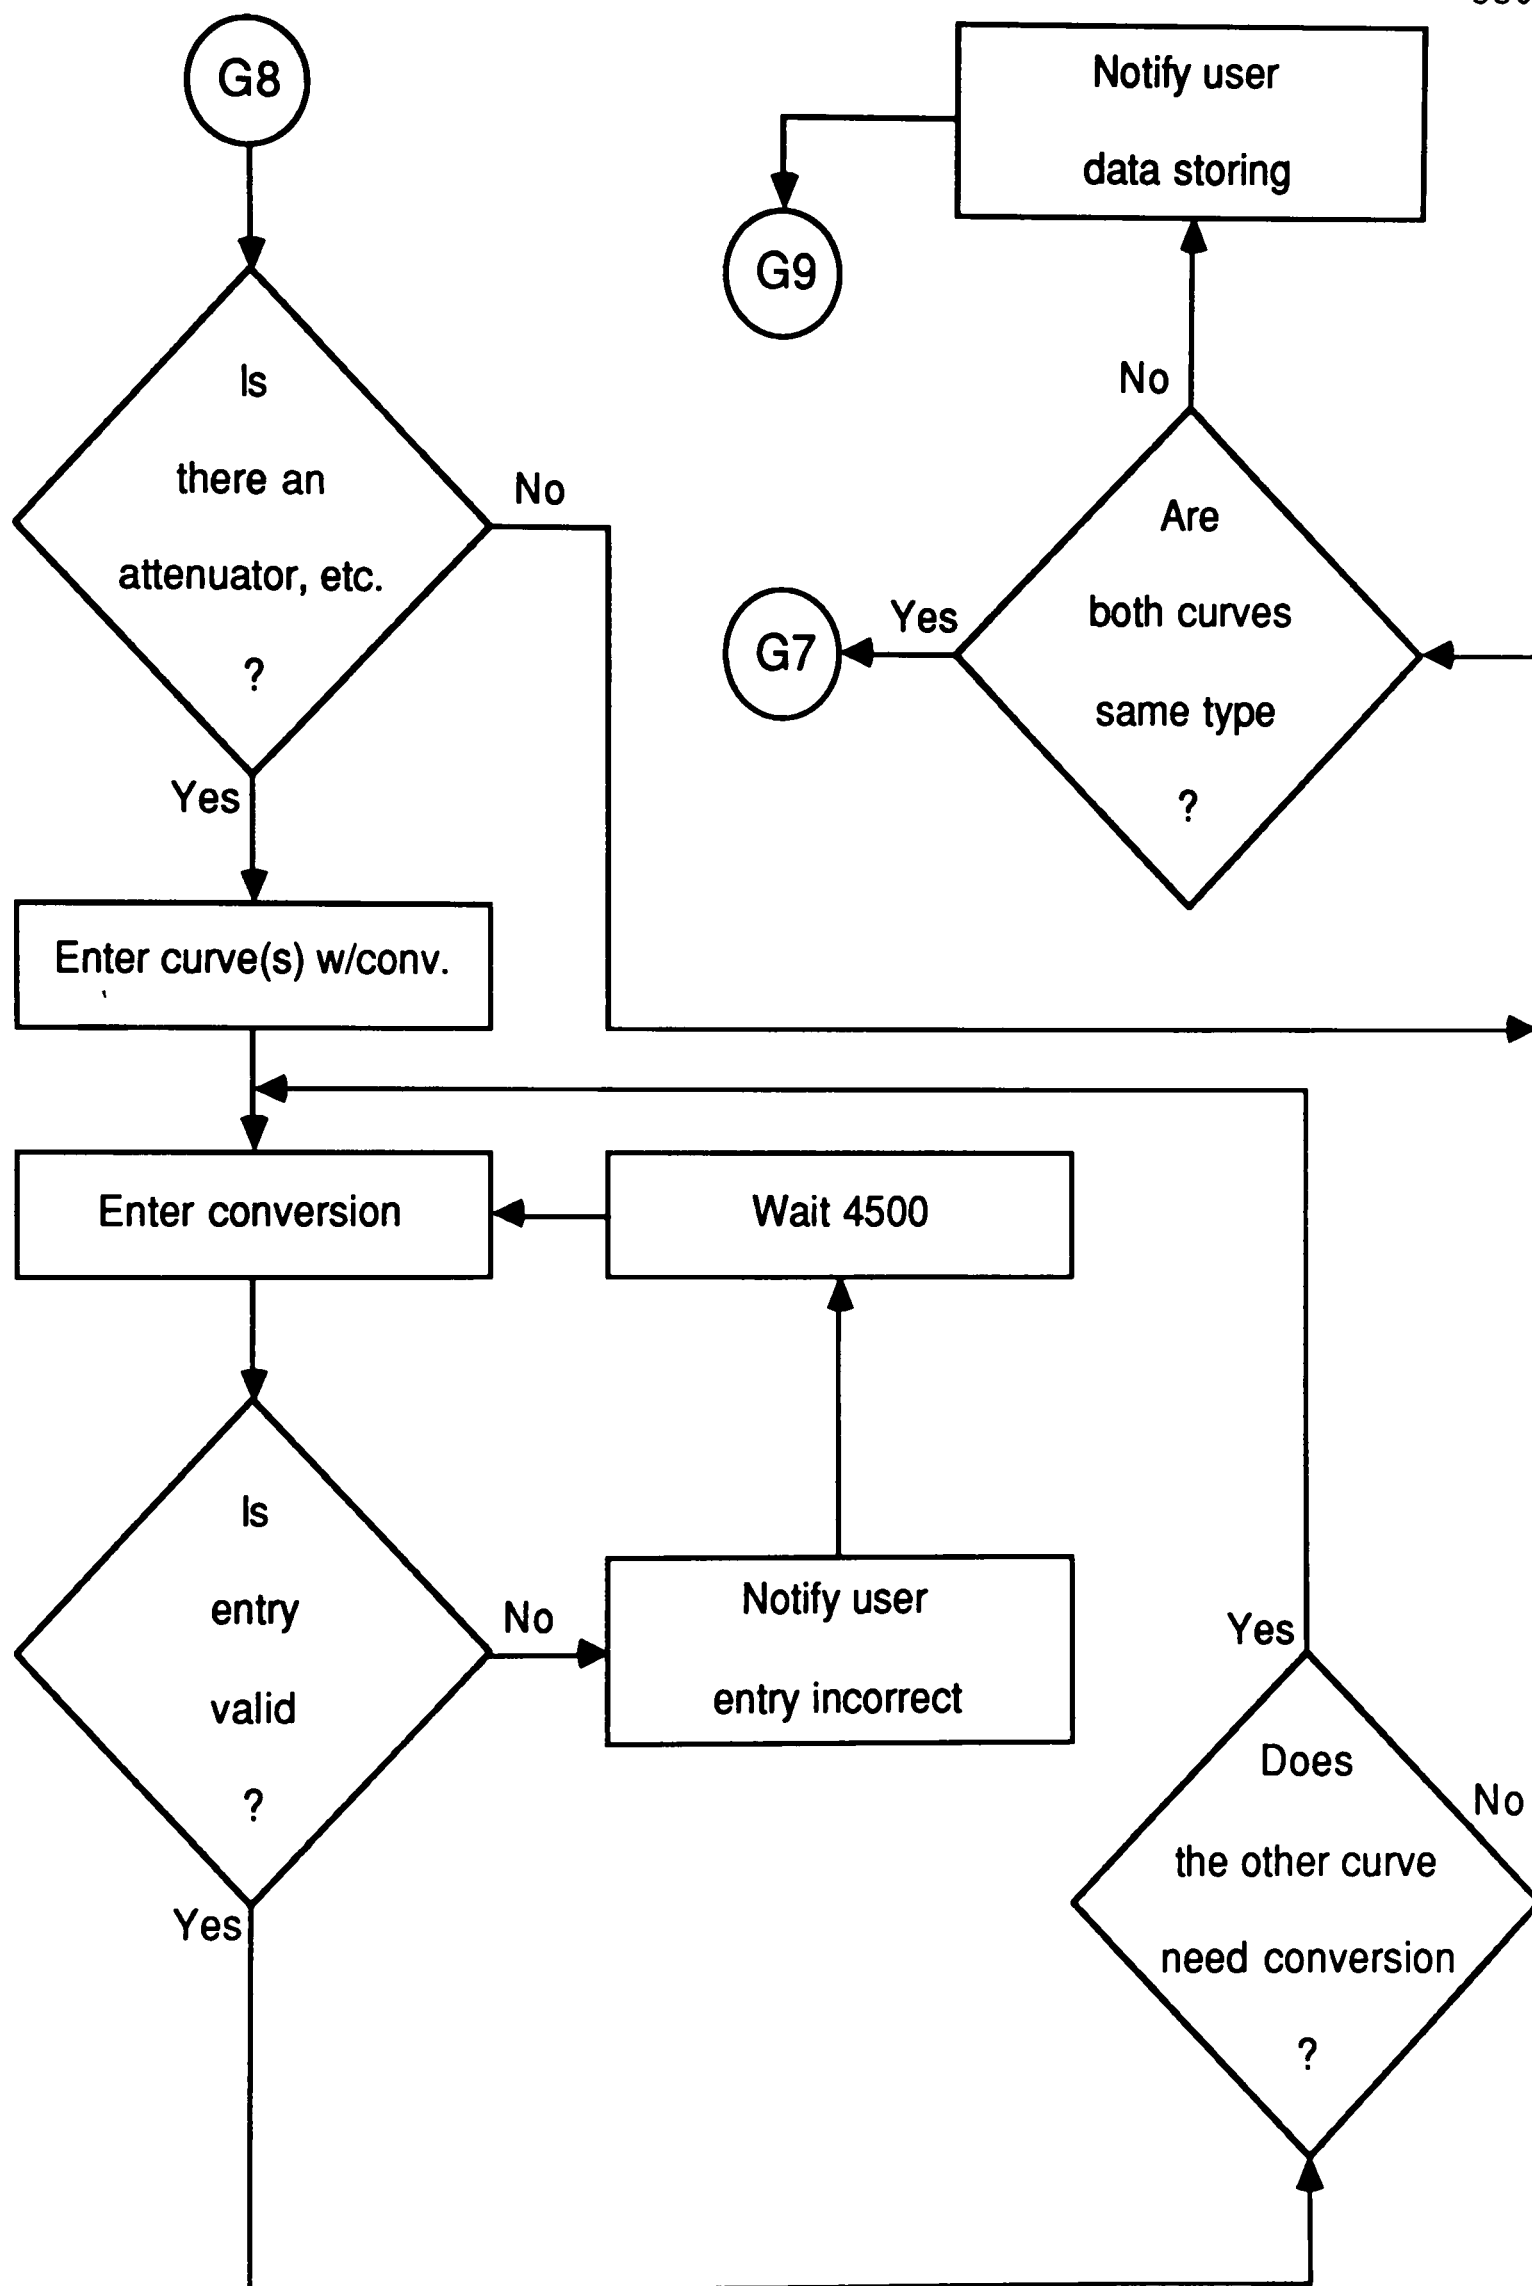 G8
Is
there an
attenuator, etc.
?
No
Yes
Enter curve(s) w/conv.
Enter conversion
Wait 4500
Is
entry
valid
?
No
Notify user
entry incorrect
Yes
Does
the other curve
need conversion
?
Yes
No
Are
both curves
same type
?
Yes
G7
No
Notify user
data storing
G9